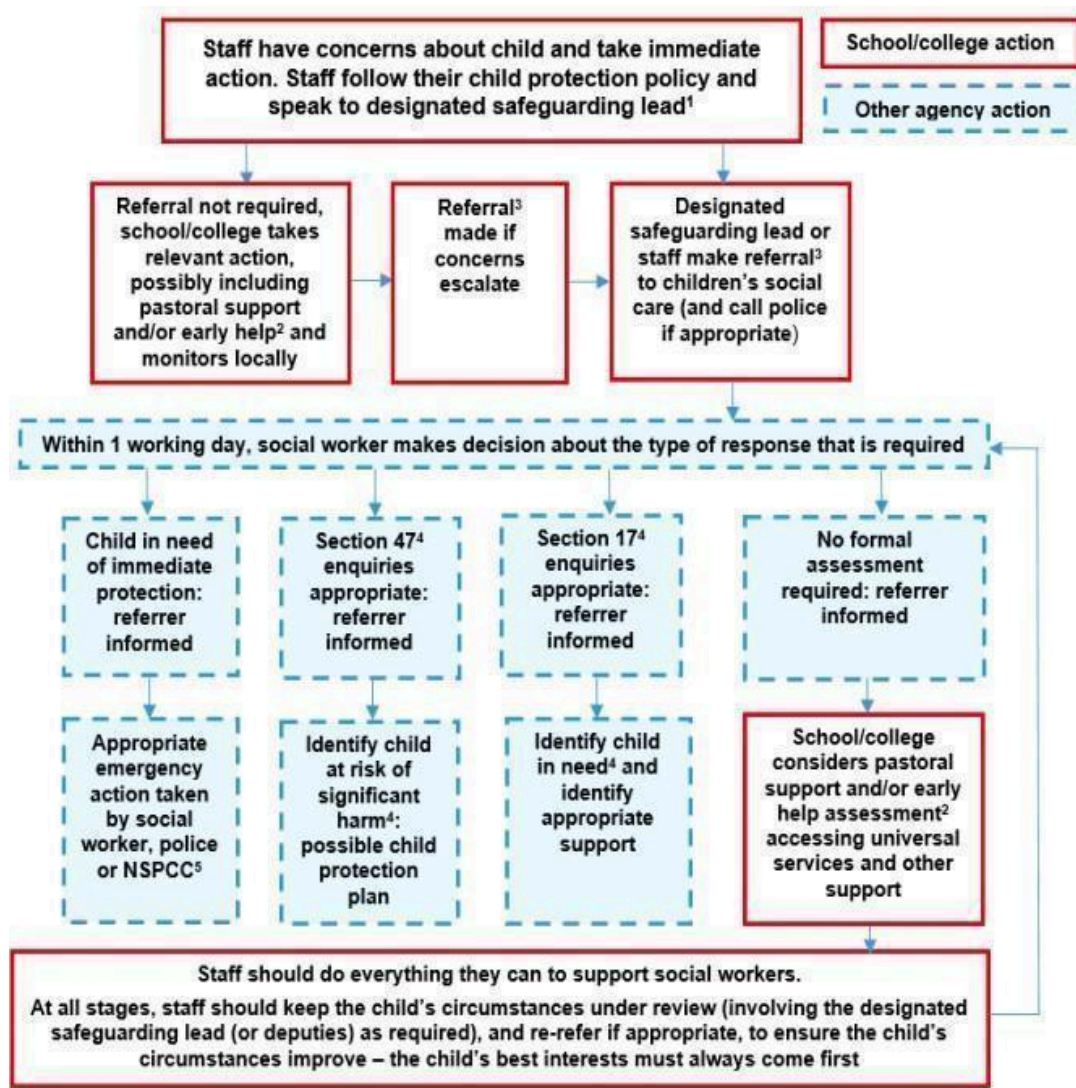 Staff have concerns about child and take immediate
action. Staff follow their child protection policy and
speak to designated safeguarding lead¹
School/college action
Other agency action
Referral not required,
school/college takes
relevant action,
possibly including
pastoral support
and/or early help² and
monitors locally
Referral³
made if
concerns
escalate
Designated
safeguarding lead or
staff make referral³
to children’s social
care (and call police
if appropriate)
Within 1 working day, social worker makes decision about the type of response that is required
Child in need
of immediate
protection:
referrer
informed
Section 47⁴
enquiries
appropriate:
referrer
informed
Section 17⁴
enquiries
appropriate:
referrer
informed
No formal
assessment
required: referrer
informed
Appropriate
emergency
action taken
by social
worker, police
or NSPCC⁵
Identify child
at risk of
significant
harm⁴:
possible child
protection
plan
Identify child
in need⁴ and
identify
appropriate
support
School/college
considers pastoral
support and/or early
help assessment²
accessing universal
services and other
support
Staff should do everything they can to support social workers.
At all stages, staff should keep the child’s circumstances under review (involving the designated
safeguarding lead (or deputies) as required), and re-refer if appropriate, to ensure the child’s
circumstances improve – the child’s best interests must always come first